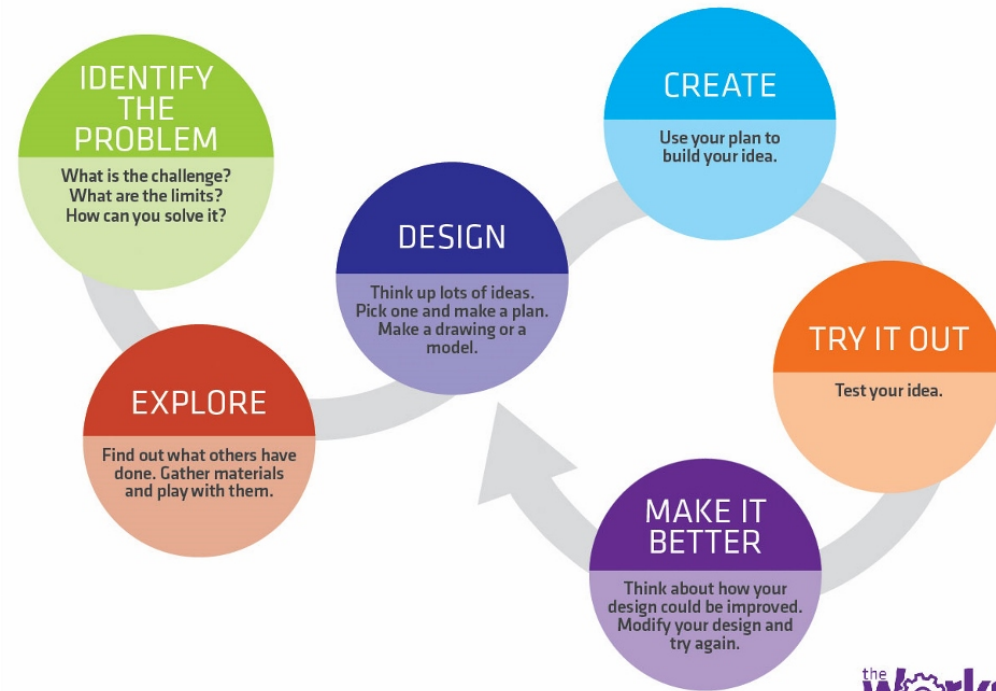 IDENTIFY
THE
PROBLEM
What is the challenge?
What are the limits?
How can you solve it?
EXPLORE
Find out what others have
done. Gather materials
and play with them.
DESIGN
Think up lots of ideas.
Pick one and make a plan.
Make a drawing or a
model.
CREATE
Use your plan to
build your idea.
TRY IT OUT
Test your idea.
MAKE IT
BETTER
Think about how your
design could be improved.
Modify your design and
try again.
the